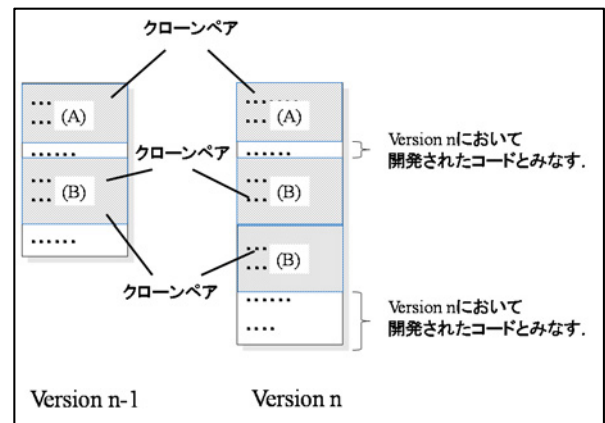 クローンペア
(A)
(A)
Version nにおいて
開発されたコードとみなす.
クローンペア
(B)
(B)
(B)
クローンペア
Version nにおいて
開発されたコードとみなす.
Version n-1
Version n